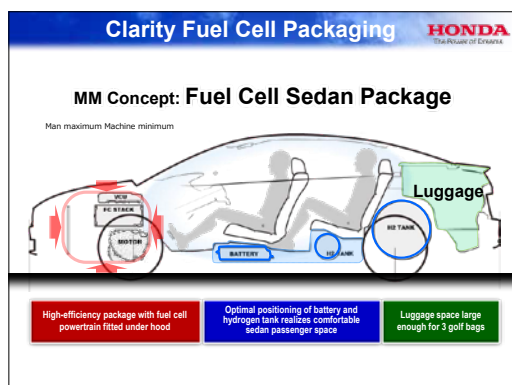 Clarity Fuel Cell Packaging
HONDA
The Power of Dreams
MM Concept: Fuel Cell Sedan Package
Man maximum Machine minimum
Luggage
VCU
FC STACK
MOTOR
BATTERY
H2 TANK
H2 TANK
High-efficiency package with fuel cell
powertrain fitted under hood
Optimal positioning of battery and
hydrogen tank realizes comfortable
sedan passenger space
Luggage space large
enough for 3 golf bags